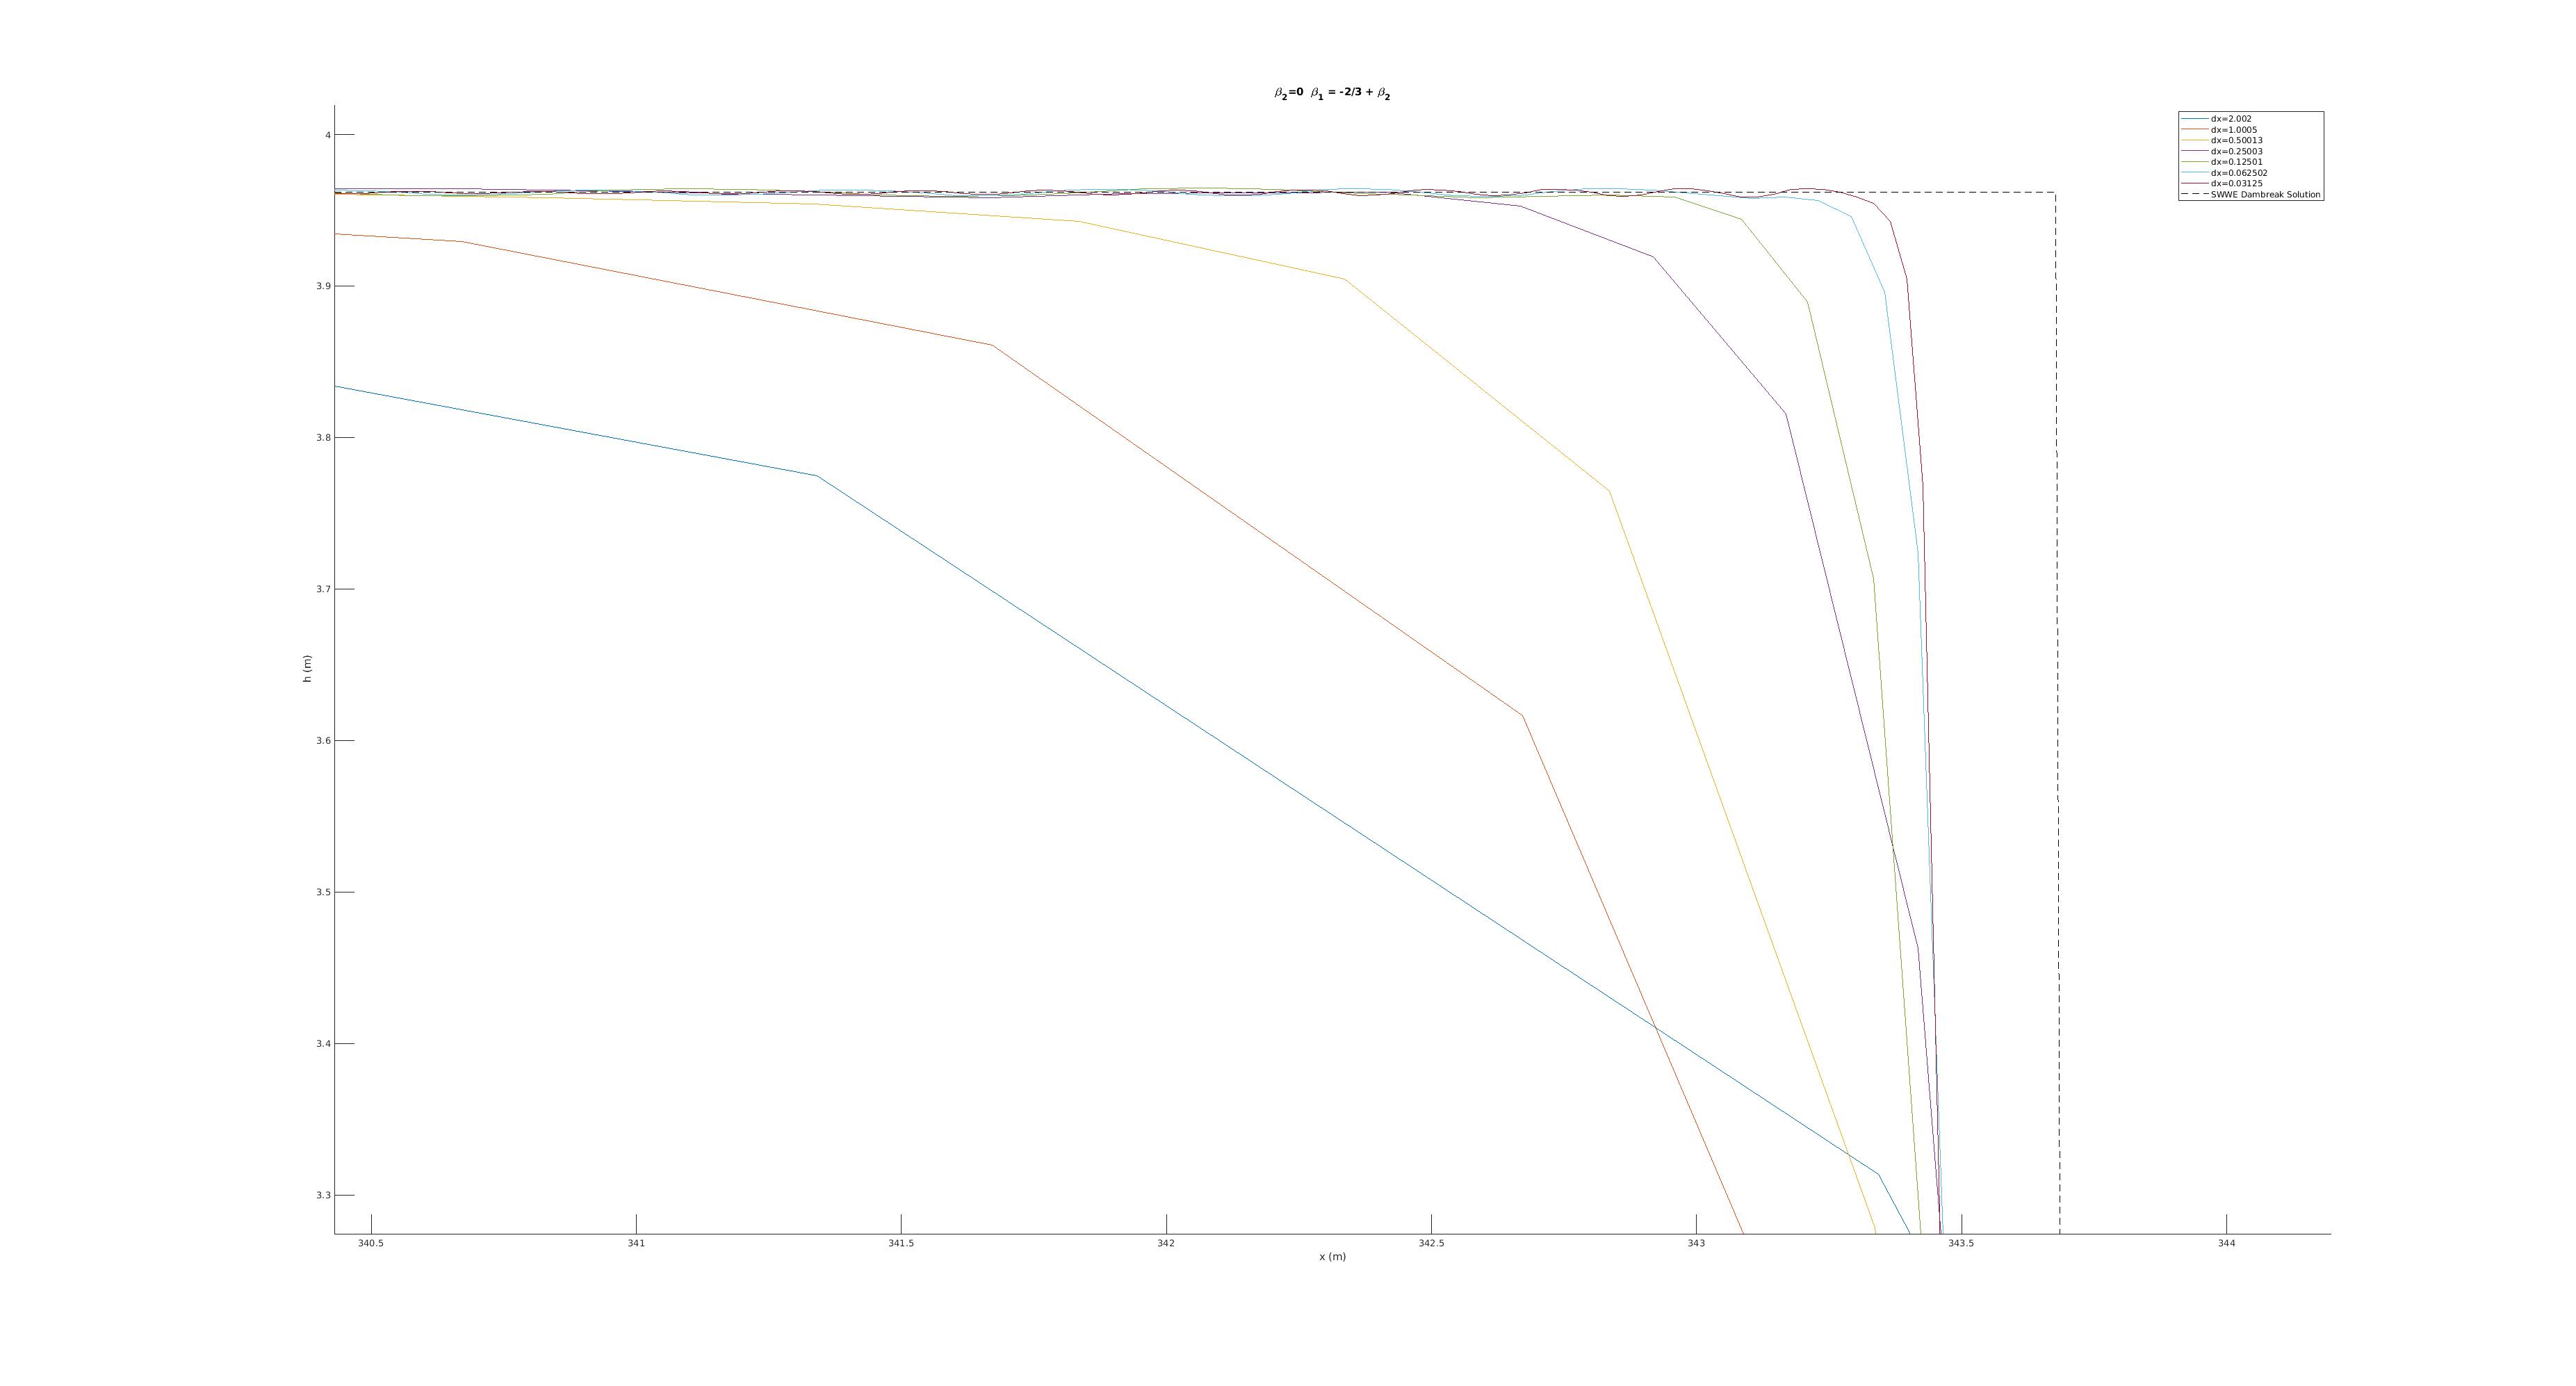 β2=0 β1 = -2/3 + β2
4
3.9
3.8
3.7
3.6
3.5
3.4
3.3
h (m)
340.5 341 341.5 342 342.5 343 343.5 344
x (m)
dx=2.002
dx=1.0005
dx=0.50013
dx=0.25003
dx=0.12501
dx=0.062502
dx=0.03125
SWWE Dambreak Solution